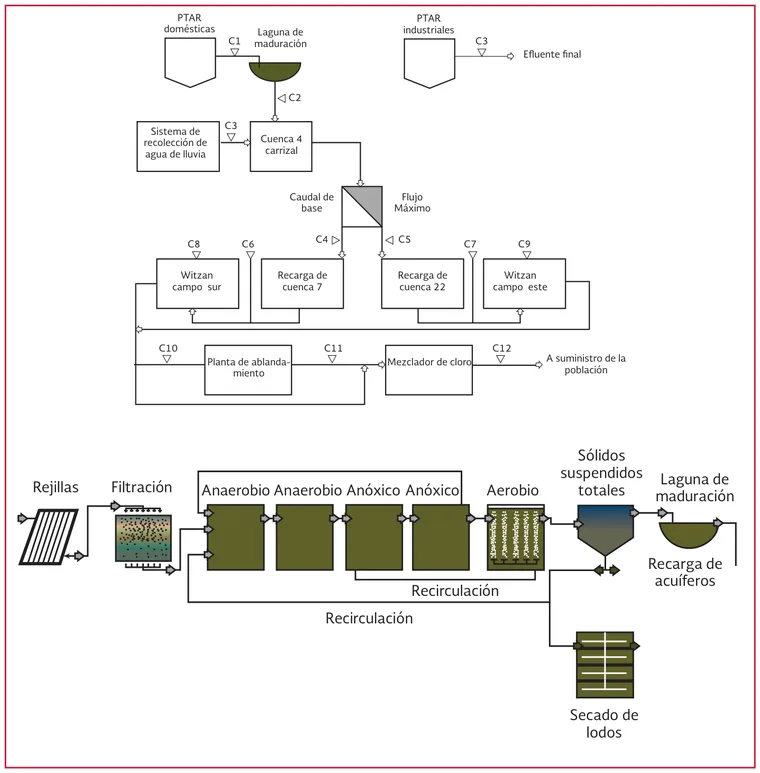 PTAR
domésticas
C1
Laguna de
maduración
PTAR
industriales
C3
Efluente final
C2
Sistema de
recolección de
agua de lluvia
C3
Cuenca 4
carrizal
Caudal de
base
Flujo
Máximo
C4
C5
C8
C6
C7
C9
Witzan
campo sur
Recarga de
cuenca 7
Recarga de
cuenca 22
Witzan
campo este
C10
Planta de ablanda-
miento
C11
Mezclador de cloro
C12
A suministro de la
población
Rejillas
Filtración
Anaerobio
Anaerobio
Anóxico
Anóxico
Aerobio
Sólidos
suspendidos
totales
Laguna de
maduración
Recarga de
acuíferos
Recirculación
Recirculación
Secado de
lodos